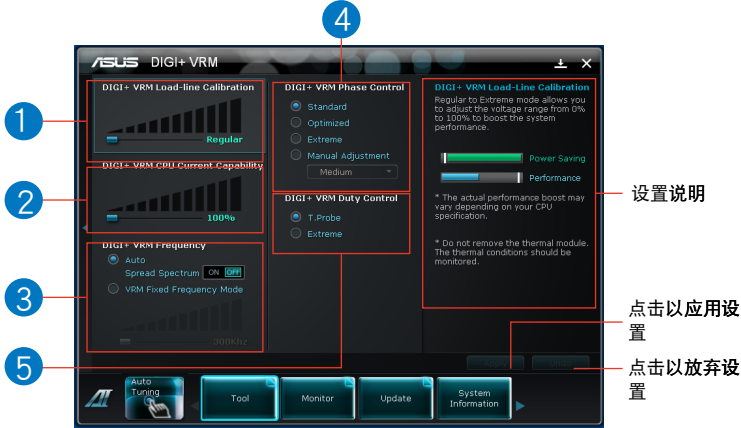 4
ASUS DIGI+ VRM
1
DIGI+ VRM Load-line Calibration
Regular
2
DIGI+ VRM CPU Current Capability
100%
3
DIGI+ VRM Frequency
Auto
Spread Spectrum ON OFF
VRM Fixed Frequency Mode
300Khz
DIGI+ VRM Phase Control
Standard
Optimized
Extreme
Manual Adjustment
Medium
DIGI+ VRM Duty Control
T.Probe
Extreme
5
DIGI+ VRM Load-Line Calibration
Regular to Extreme mode allows you
to adjust the voltage range from 0%
to 100% to boost the system
performance.
Power Saving
Performance
* The actual performance boost may
vary depending on your CPU
specification.
* Do not remove the thermal module.
The thermal conditions should be
monitored.
设置说明
点击以应用设
置
点击以放弃设
置
Apply
Auto
Tuning
Tool
Monitor
Update
System
Information